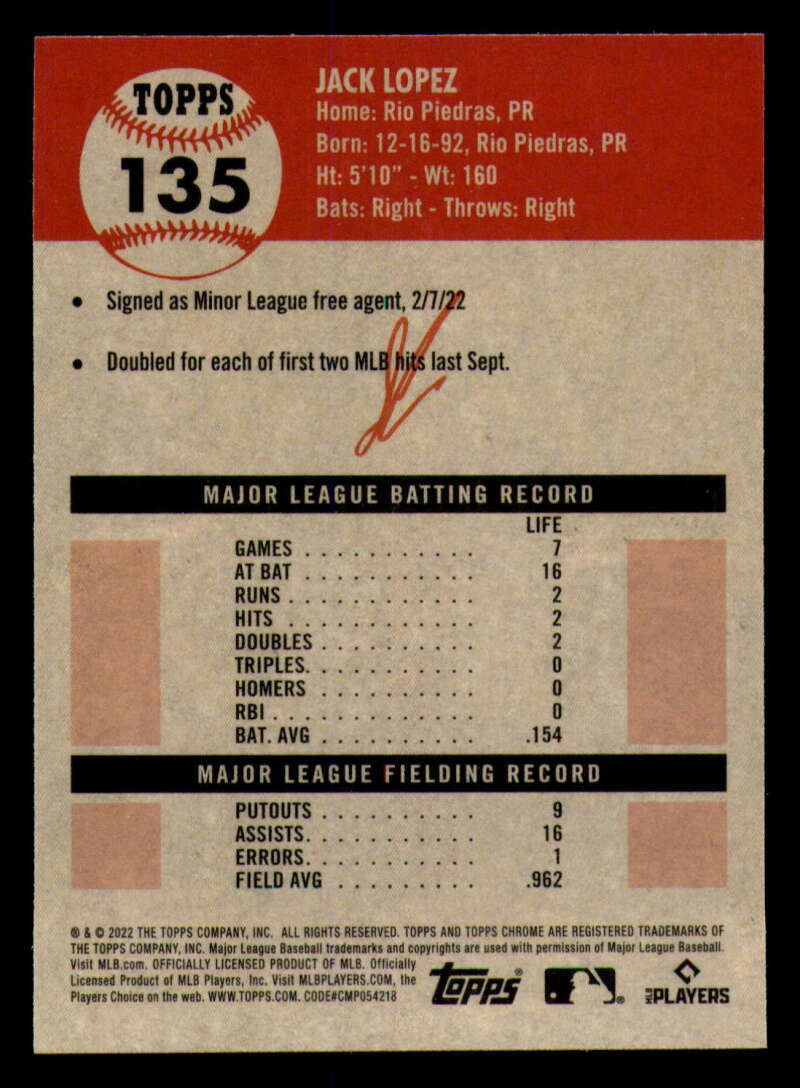 TOPPS
135
JACK LOPEZ
Home: Rio Piedras, PR
Born: 12-16-92, Rio Piedras, PR
Ht: 5'10" - Wt: 160
Bats: Right - Throws: Right
• Signed as Minor League free agent, 2/7/22
• Doubled for each of first two MLB hits last Sept.
MAJOR LEAGUE BATTING RECORD
LIFE
GAMES . . . . . . . . . . . 7
AT BAT . . . . . . . . . . . 16
RUNS . . . . . . . . . . . . 2
HITS . . . . . . . . . . . . 2
DOUBLES . . . . . . . . . . 2
TRIPLES. . . . . . . . . . . 0
HOMERS . . . . . . . . . . 0
RBI . . . . . . . . . . . . . 0
BAT. AVG . . . . . . . . . . .154
MAJOR LEAGUE FIELDING RECORD
PUTOUTS . . . . . . . . . . 9
ASSISTS. . . . . . . . . . . 16
ERRORS. . . . . . . . . . . 1
FIELD AVG . . . . . . . . . .962
® & © 2022 THE TOPPS COMPANY, INC. ALL RIGHTS RESERVED. TOPPS AND TOPPS CHROME ARE REGISTERED TRADEMARKS OF
THE TOPPS COMPANY, INC. Major League Baseball trademarks and copyrights are used with permission of Major League Baseball.
Visit MLB.com. OFFICIALLY LICENSED PRODUCT OF MLB. Officially
Licensed Product of MLB Players, Inc. Visit MLBPLAYERS.COM, the
Players Choice on the web. WWW.TOPPS.COM. CODE#CMP054218
Topps®
MLB PLAYERS